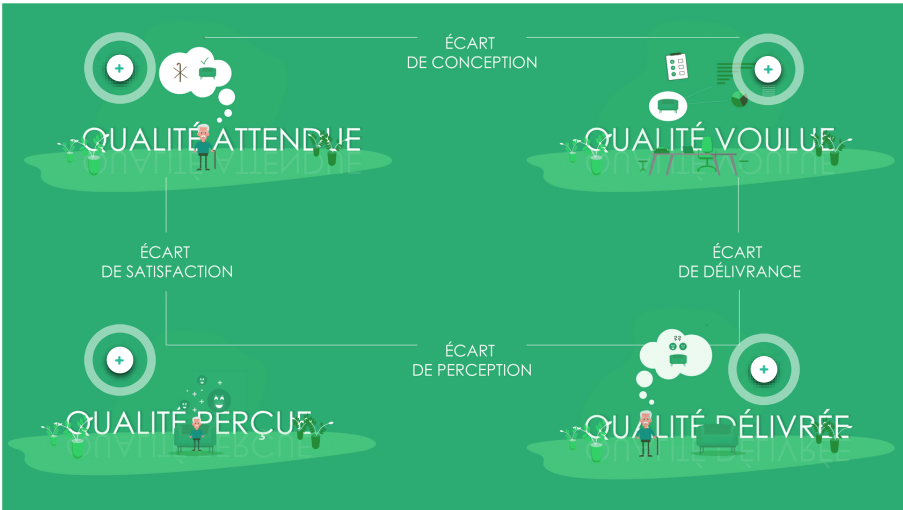 ÉCART
DE CONCEPTION
QUALITÉ ATTENDUE
QUALITÉ VOULUE
ÉCART
DE SATISFACTION
ÉCART
DE DÉLIVRANCE
ÉCART
DE PERCEPTION
QUALITÉ PERÇUE
QUALITÉ DÉLIVRÉE
??